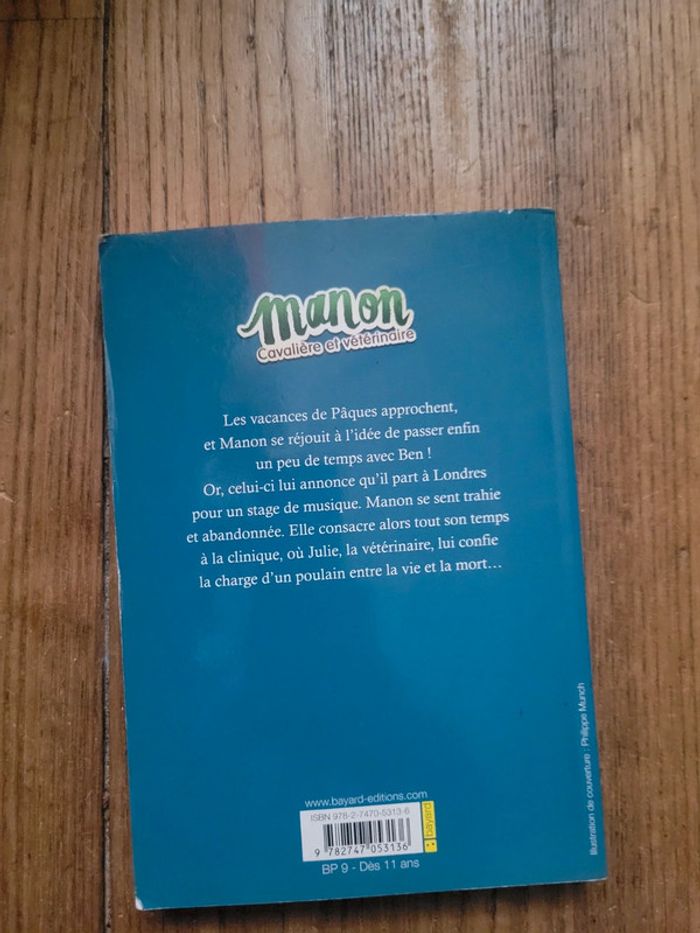 manon
Cavalière et vétérinaire
Les vacances de Pâques approchent,
et Manon se réjouit à l'idée de passer enfin
un peu de temps avec Ben !
Or, celui-ci lui annonce qu'il part à Londres
pour un stage de musique. Manon se sent trahie
et abandonnée. Elle consacre alors tout son temps
à la clinique, où Julie, la vétérinaire, lui confie
la charge d'un poulain entre la vie et la mort…
Illustration de couverture : Philippe Munch
www.bayard-editions.com
ISBN 978-2-7470-5313-6
bayard
9 782747 053136
BP 9 - Dès 11 ans